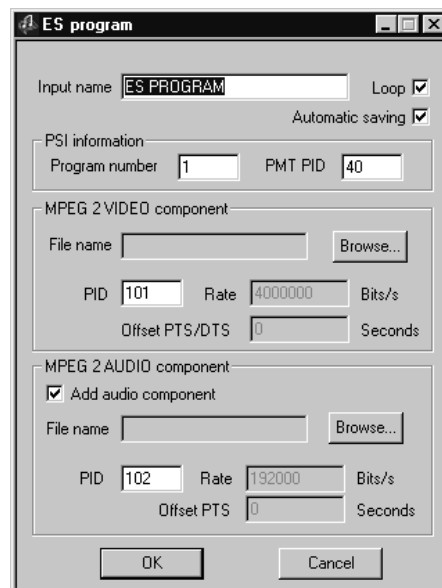 ES program
Input name ES PROGRAM Loop
Automatic saving
PSI information
Program number 1 PMT PID 40
MPEG 2 VIDEO component
File name Browse...
PID 101 Rate 4000000 Bits/s
Offset PTS/DTS 0 Seconds
MPEG 2 AUDIO component
Add audio component
File name Browse...
PID 102 Rate 192000 Bits/s
Offset PTS 0 Seconds
OK Cancel